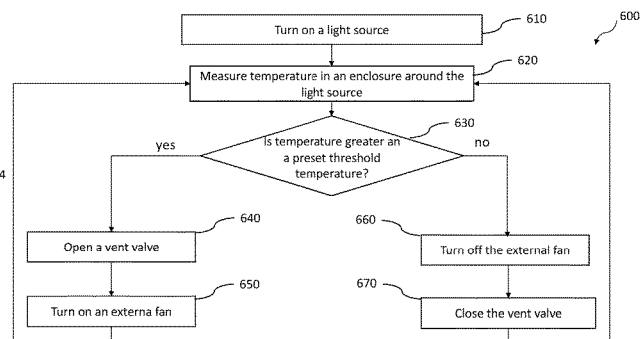 Turn on a light source
610
600
Measure temperature in an enclosure around the
light source
620
Is temperature greater an
a preset threshold
temperature?
630
yes
no
4
Open a vent valve
640
Turn off the external fan
660
Turn on an externa fan
650
Close the vent valve
670